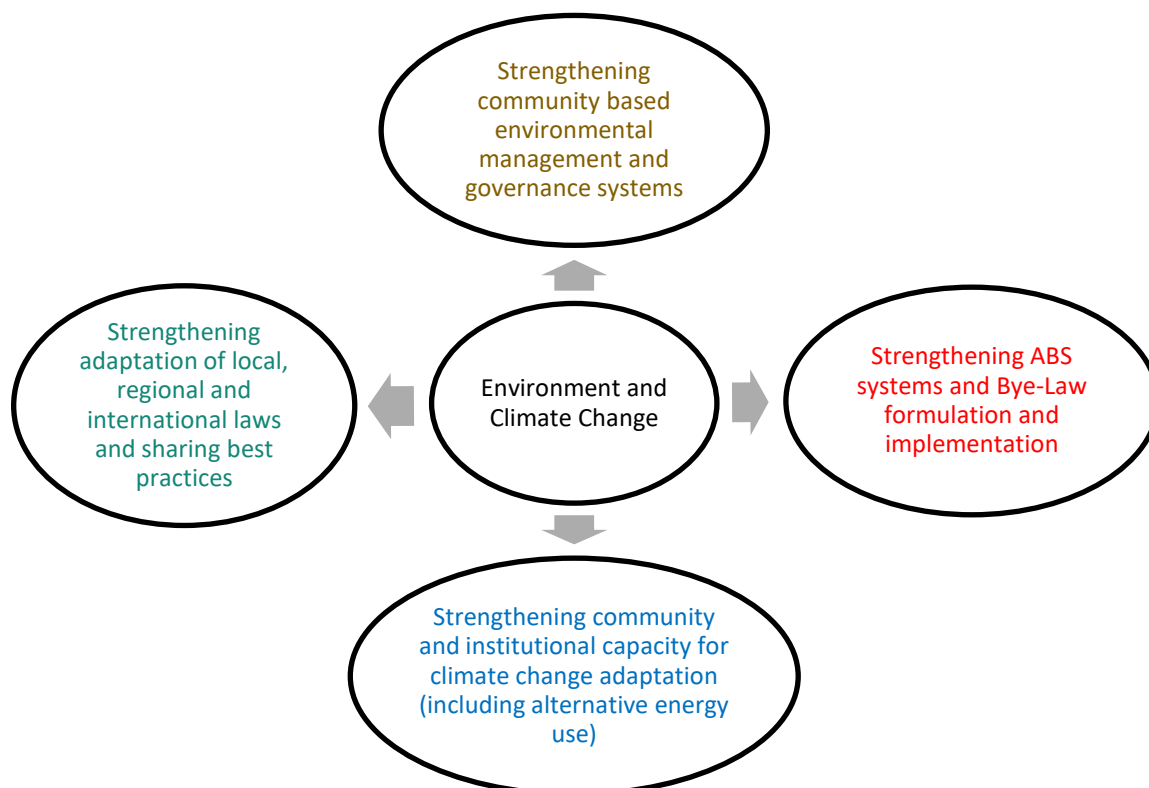 Strengthening
community based
environmental
management and
governance systems
Strengthening
adaptation of local,
regional and
international laws
and sharing best
practices
Environment and
Climate Change
Strengthening ABS
systems and Bye-Law
formulation and
implementation
Strengthening community
and institutional capacity for
climate change adaptation
(including alternative energy
use)